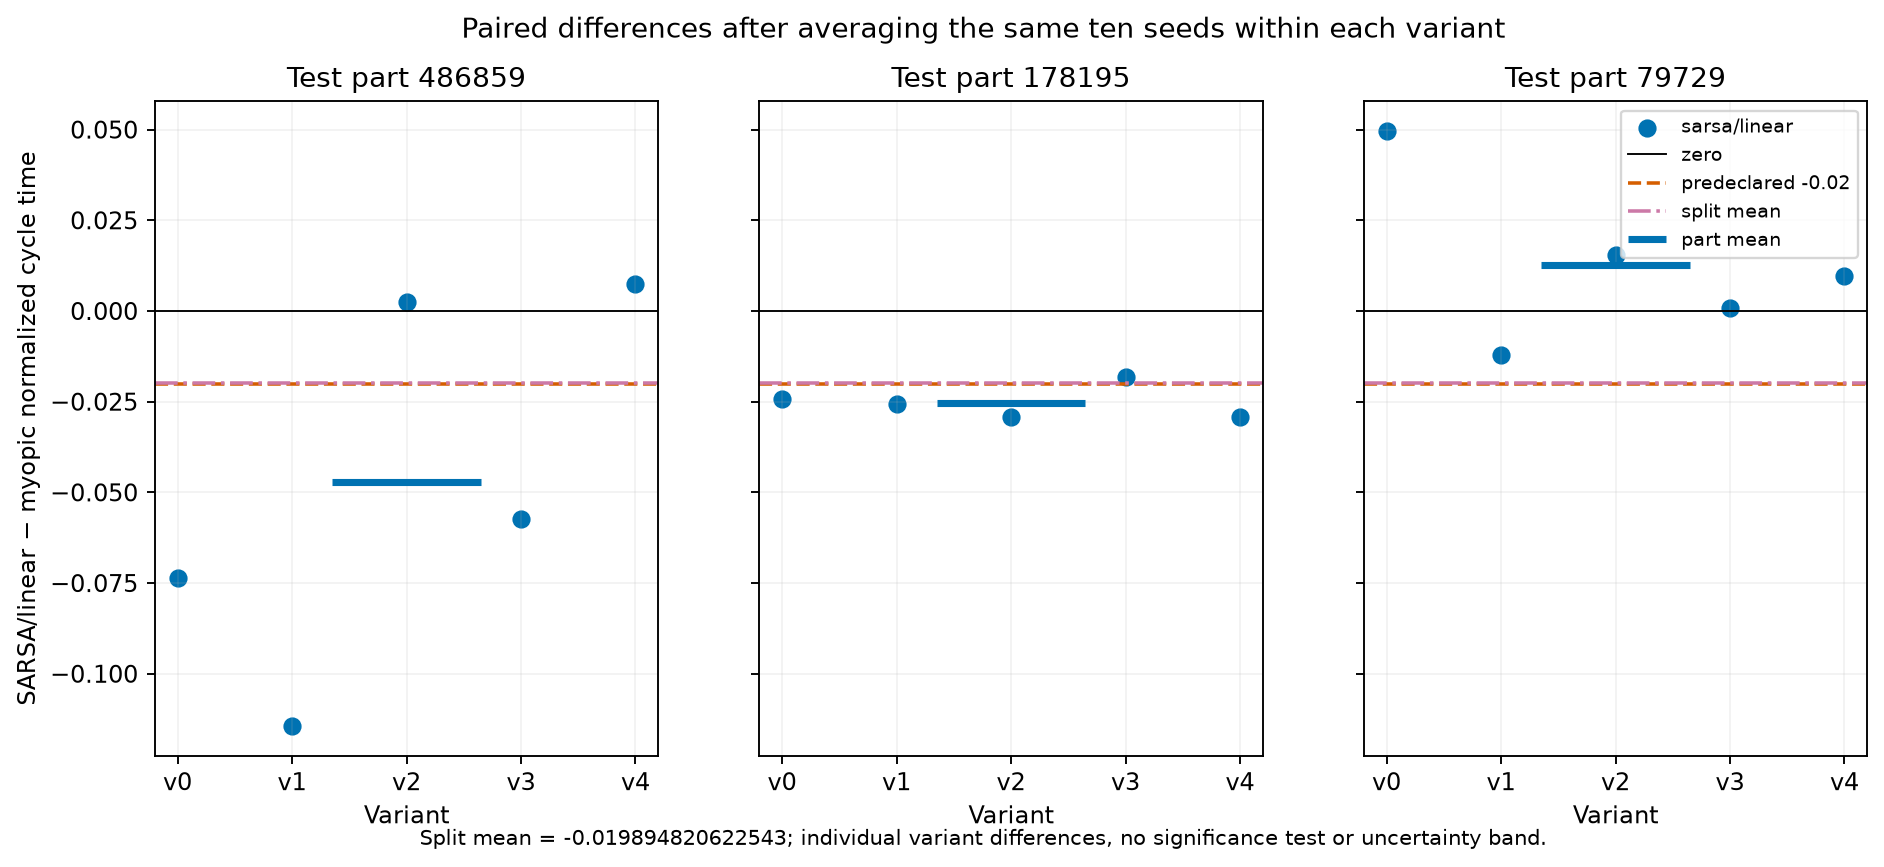 Paired differences after averaging the same ten seeds within each variant
Test part 486859
Test part 178195
Test part 79729
SARSA/linear − myopic normalized cycle time
0.050
0.025
0.000
−0.025
−0.050
−0.075
−0.100
sarsa/linear
zero
predeclared -0.02
split mean
part mean
v0 v1 v2 v3 v4
v0 v1 v2 v3 v4
v0 v1 v2 v3 v4
Variant
Variant
Variant
Split mean = -0.019894820622543; individual variant differences, no significance test or uncertainty band.